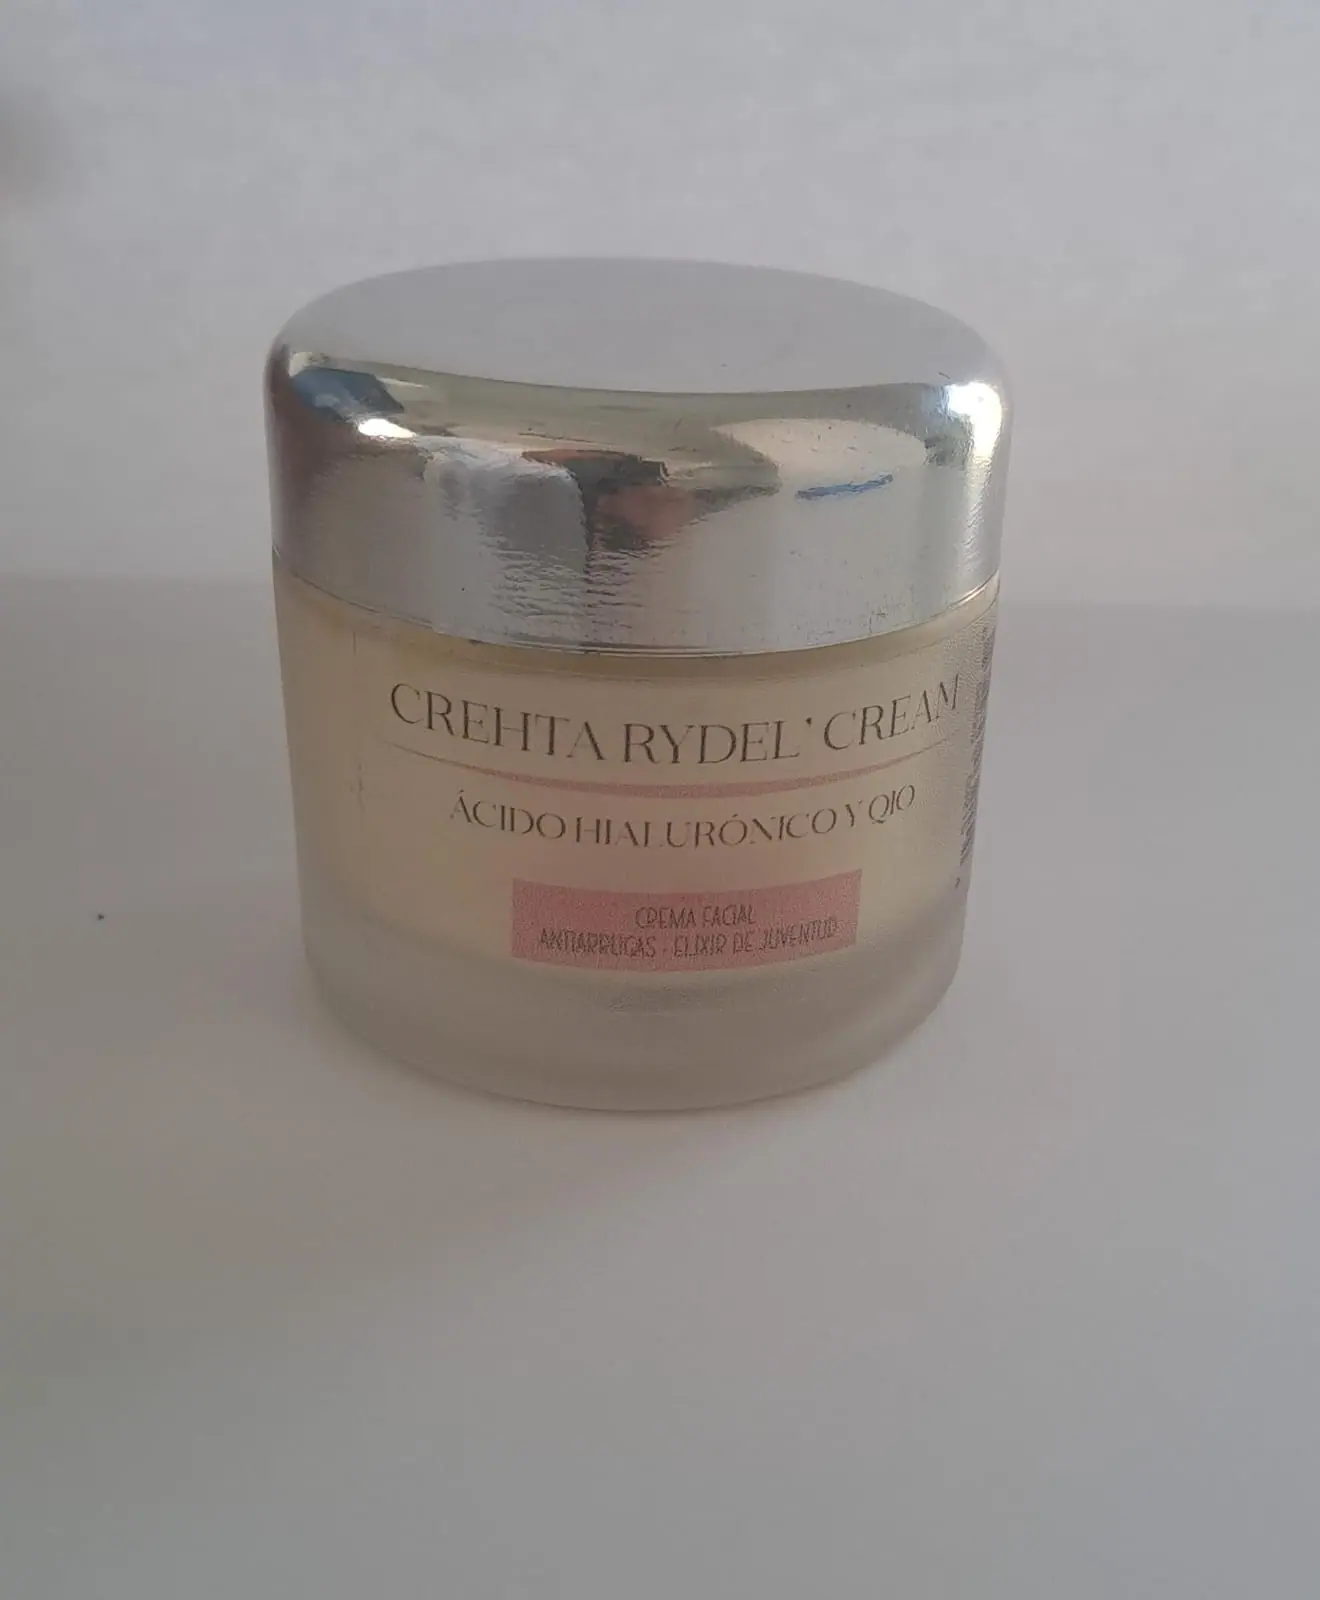 CREHTA RYDEL' CREAM
ÁCIDO HIALURÓNICO Y Q10
CREMA FACIAL
ANTIARRUGAS - ELIXIR DE JUVENTUD